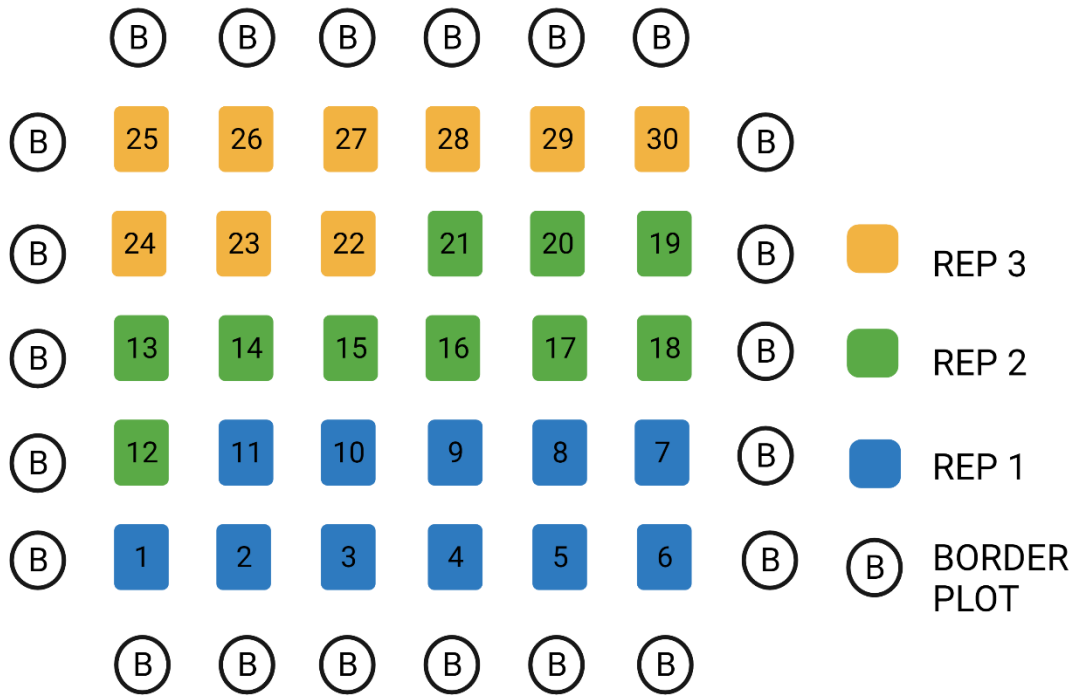 B B B B B B
B 25 26 27 28 29 30 B
B 24 23 22 21 20 19 B
REP 3
B 13 14 15 16 17 18 B
REP 2
B 12 11 10 9 8 7 B
REP 1
B 1 2 3 4 5 6 B
B BORDER
PLOT
B B B B B B